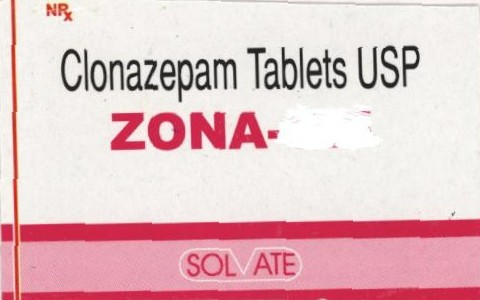 NRx
Clonazepam Tablets USP
ZONA-
SOLVATE